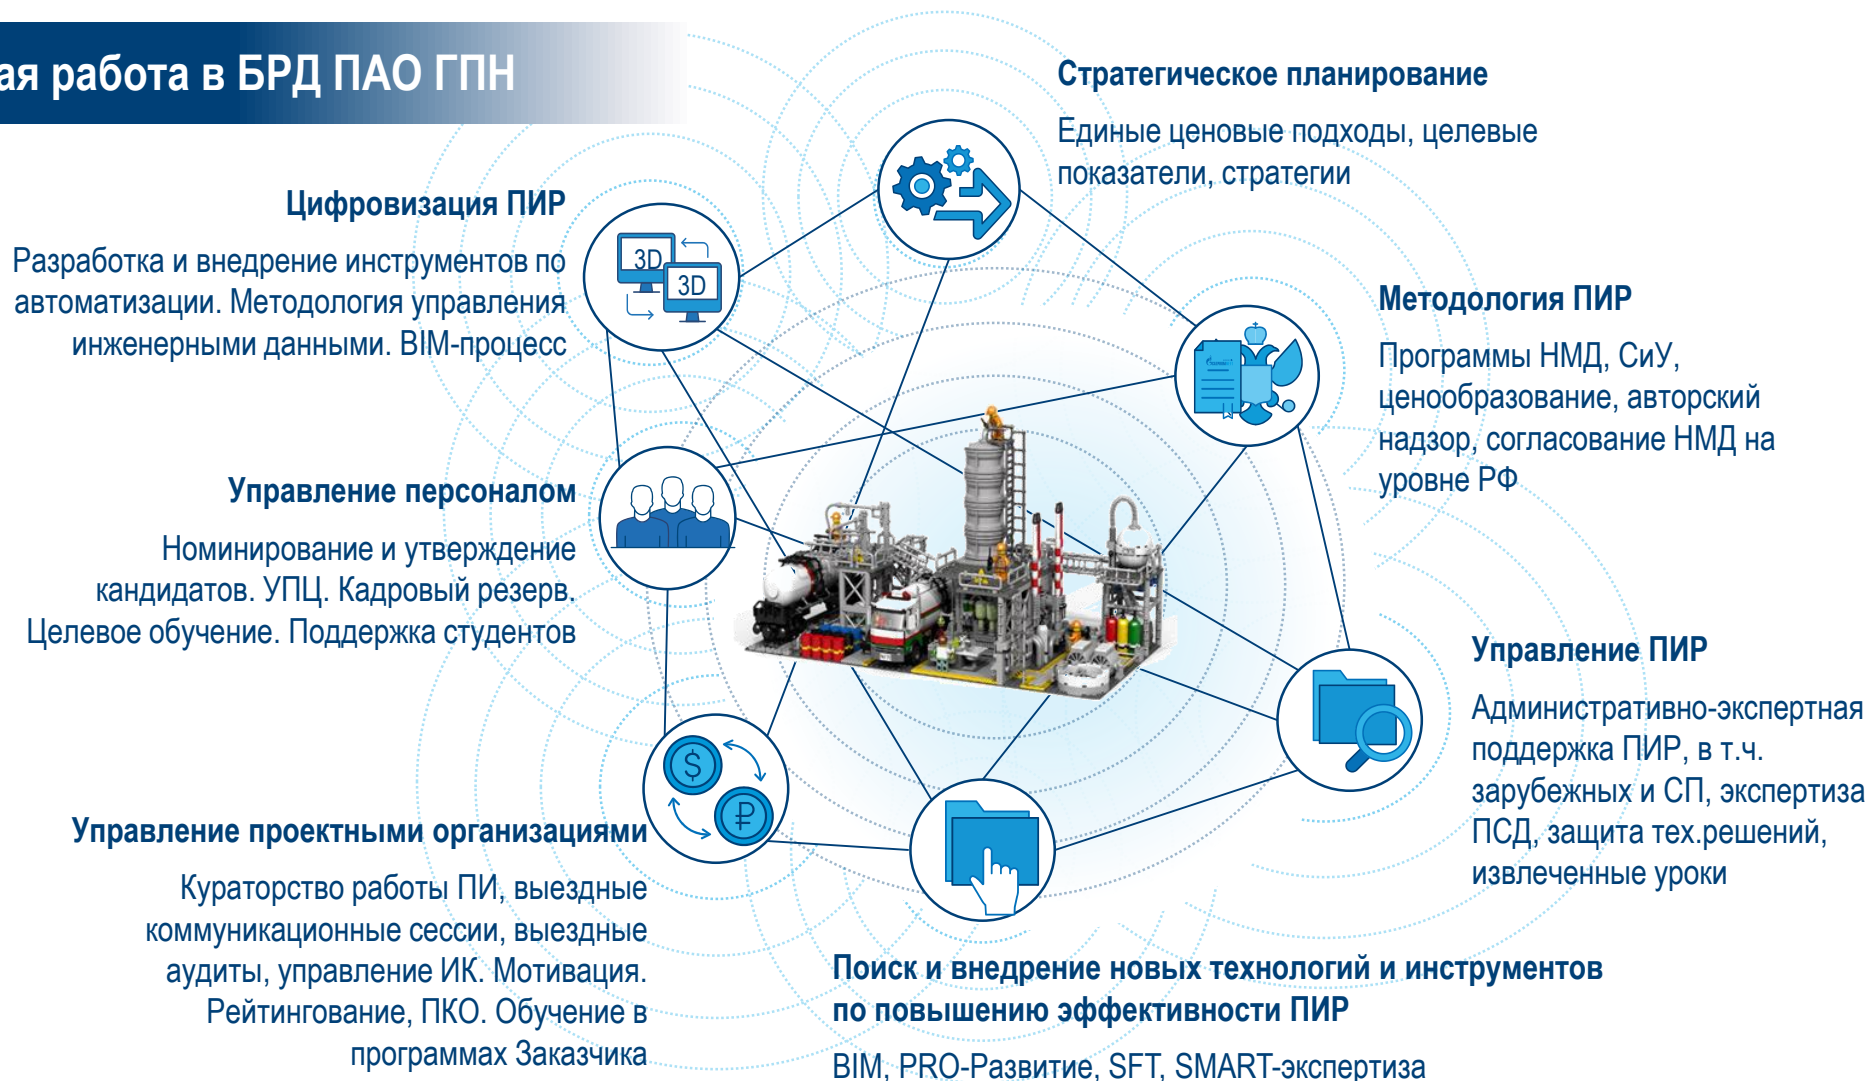 ая работа в БРД ПАО ГПН
Стратегическое планирование
Единые ценовые подходы, целевые
показатели, стратегии
Цифровизация ПИР
Разработка и внедрение инструментов по
автоматизации. Методология управления
инженерными данными. BIM-процесс
3D
3D
Методология ПИР
Программы НМД, СиУ,
ценообразование, авторский
надзор, согласование НМД на
уровне РФ
Управление персоналом
Номинирование и утверждение
кандидатов. УПЦ. Кадровый резерв.
Целевое обучение. Поддержка студентов
Управление ПИР
Административно-экспертная
поддержка ПИР, в т.ч.
зарубежных и СП, экспертиза
ПСД, защита тех.решений,
извлеченные уроки
$
₽
Управление проектными организациями
Кураторство работы ПИ, выездные
коммуникационные сессии, выездные
аудиты, управление ИК. Мотивация.
Рейтингование, ПКО. Обучение в
программах Заказчика
Поиск и внедрение новых технологий и инструментов
по повышению эффективности ПИР
BIM, PRO-Развитие, SFT, SMART-экспертиза